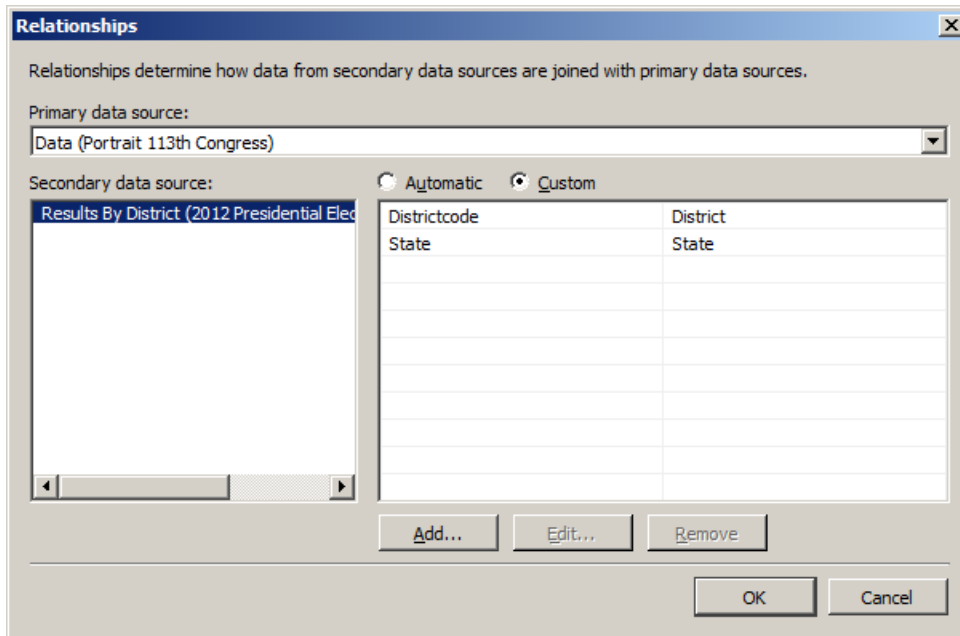 Relationships
Relationships determine how data from secondary data sources are joined with primary data sources.
Primary data source:
Data (Portrait 113th Congress)
Secondary data source:
Automatic
Custom
Results By District (2012 Presidential Elec
Districtcode District
State State
Add...
Edit...
Remove
OK
Cancel